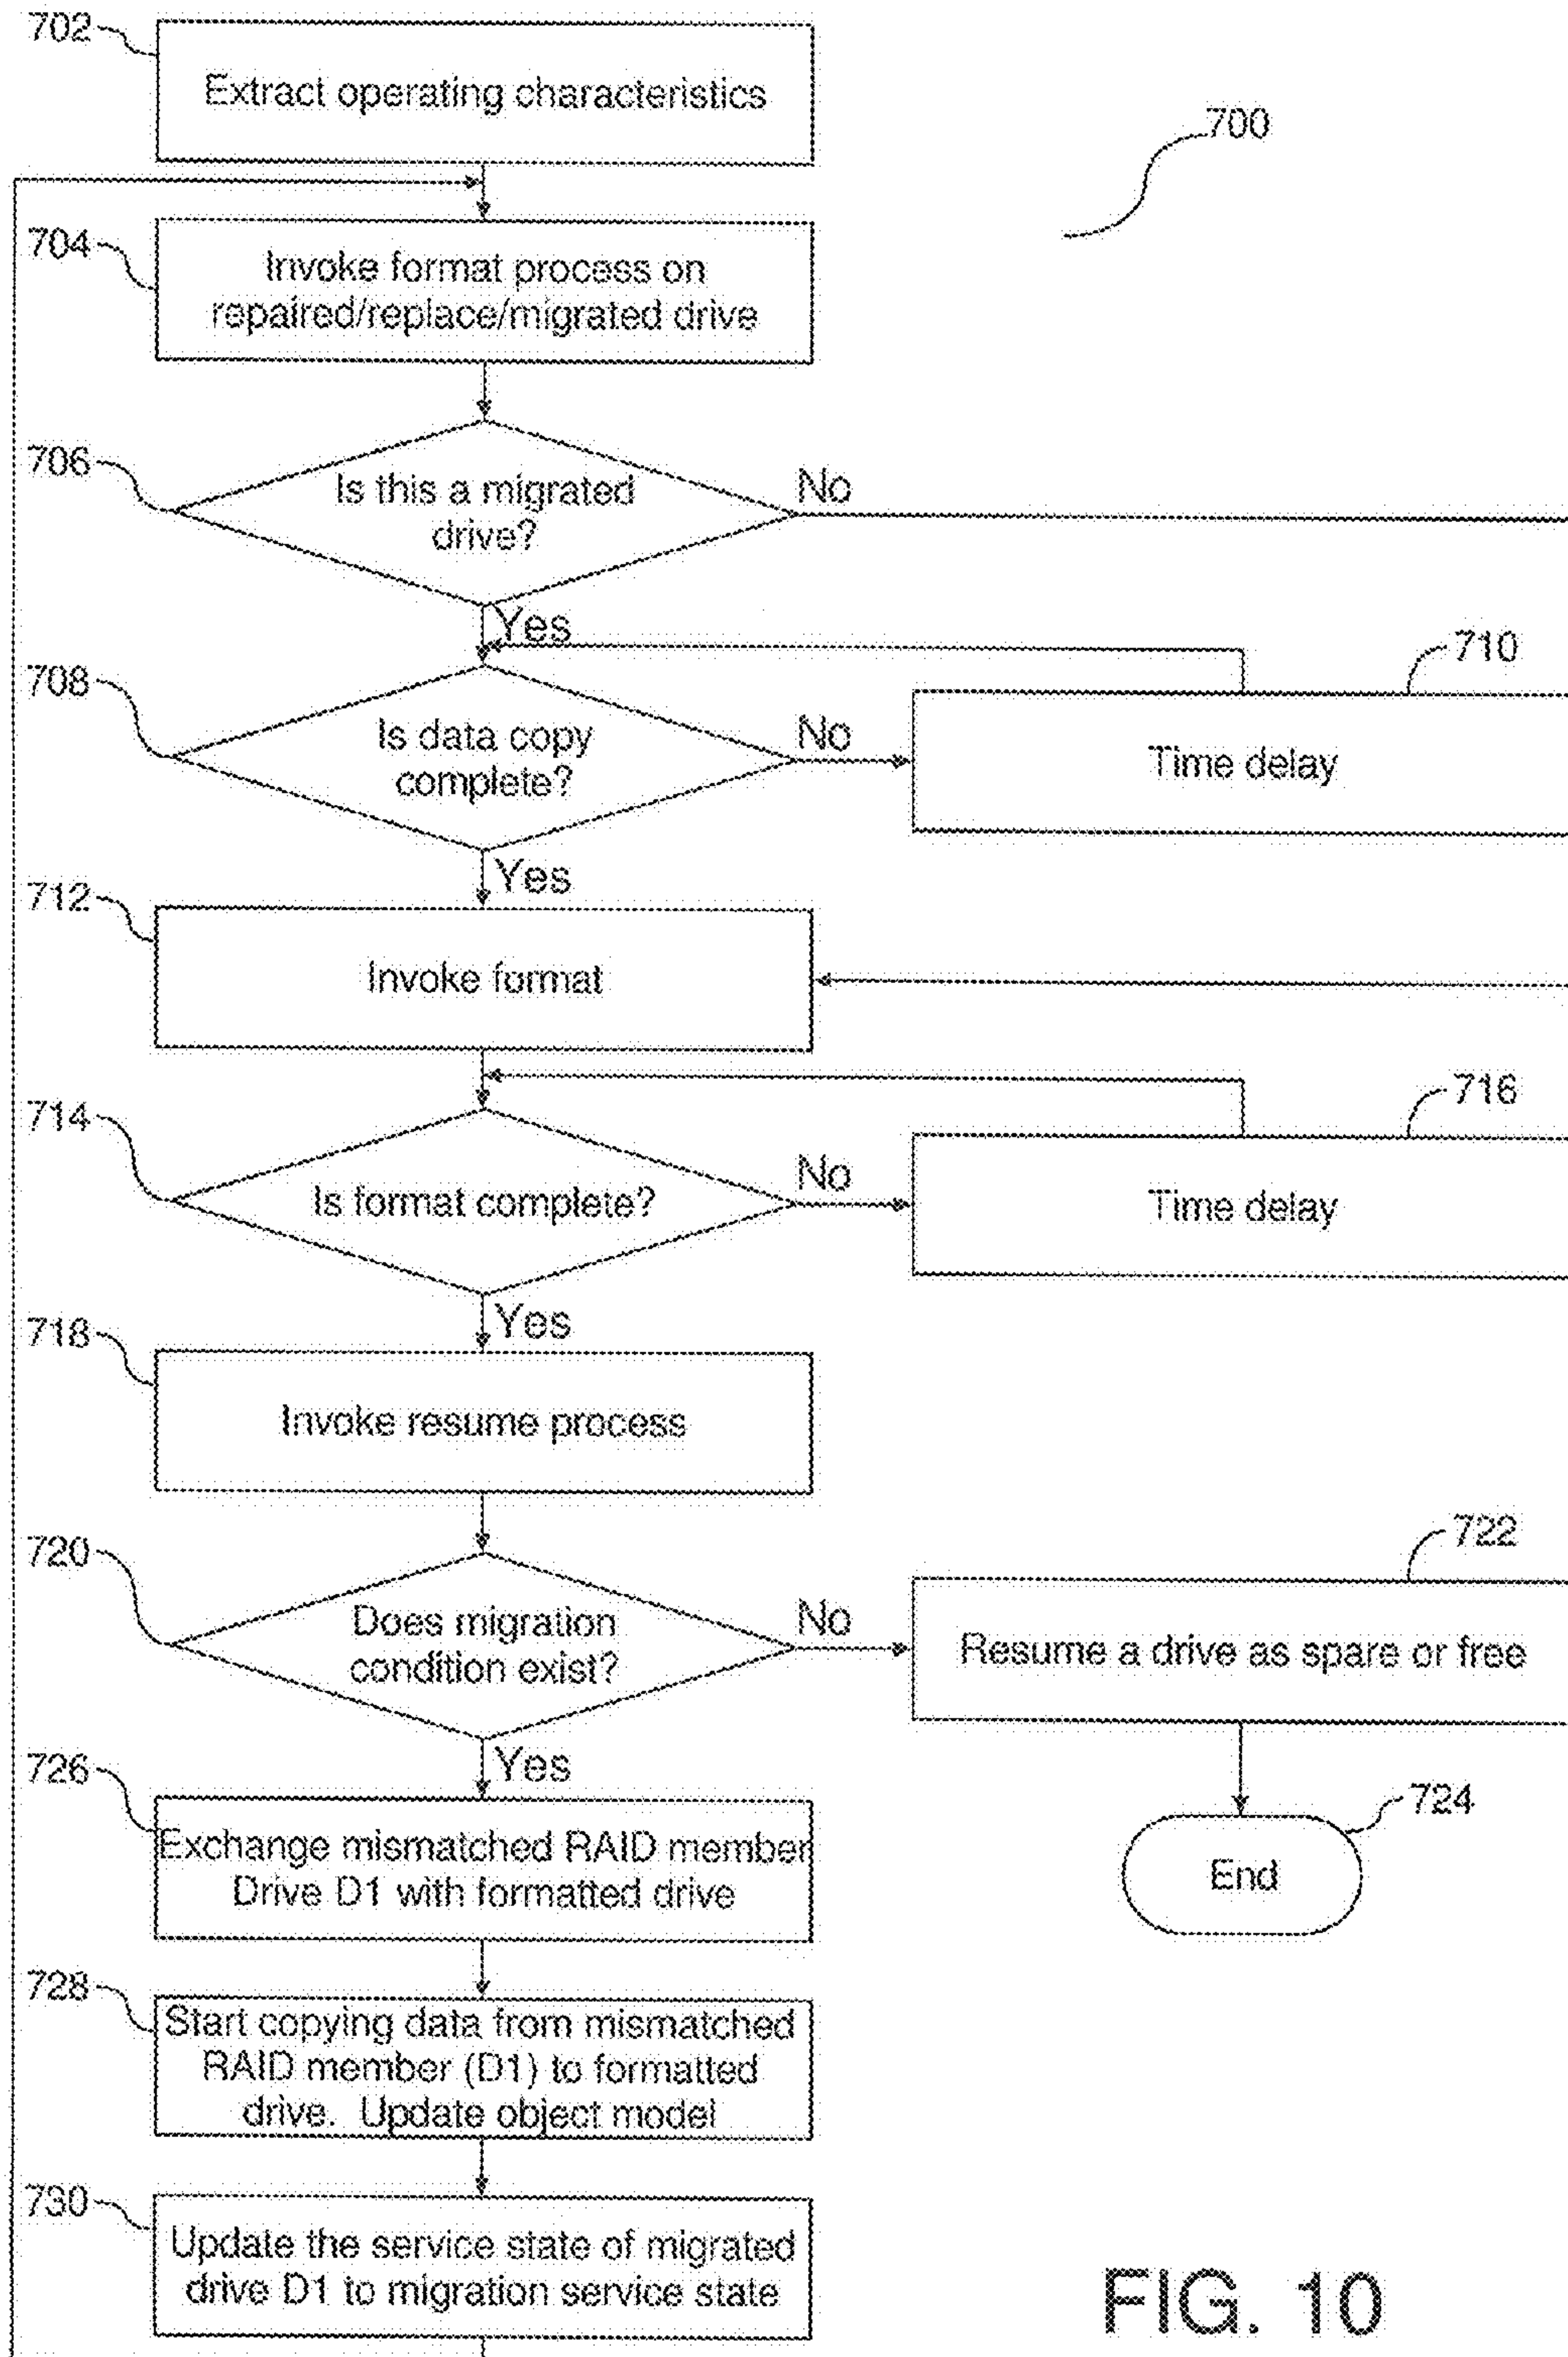 702
Extract operating characteristics
700
704
Invoke format process on
repaired/replace/migrated drive
706
Is this a migrated
drive?
No
Yes
708
Is data copy
complete?
No
710
Time delay
Yes
712
Invoke format
714
Is format complete?
No
716
Time delay
Yes
718
Invoke resume process
720
Does migration
condition exist?
No
722
Resume a drive as spare or free
Yes
724
End
726
Exchange mismatched RAID member
Drive D1 with formatted drive
728
Start copying data from mismatched
RAID member (D1) to formatted
drive.  Update object model
730
Update the service state of migrated
drive D1 to migration service state
FIG. 10